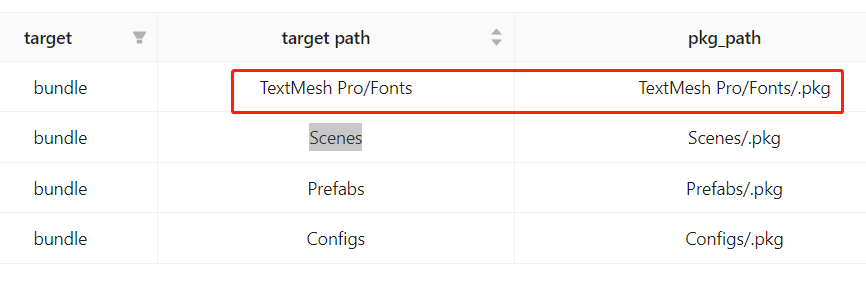 target target path pkg_path
bundle TextMesh Pro/Fonts TextMesh Pro/Fonts/.pkg
bundle Scenes Scenes/.pkg
bundle Prefabs Prefabs/.pkg
bundle Configs Configs/.pkg